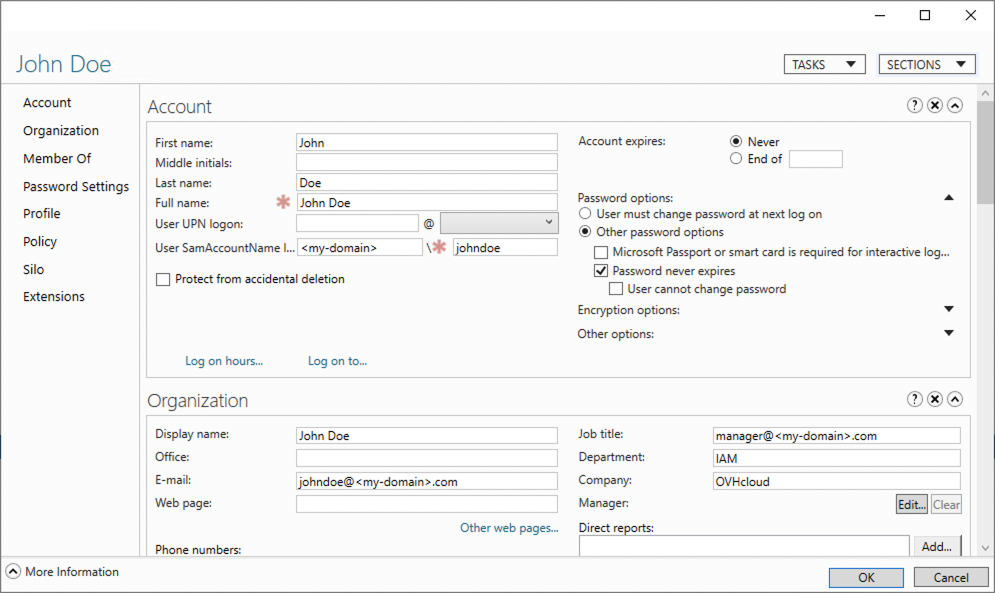 John Doe
TASKS
SECTIONS
Account
Organization
Member Of
Password Settings
Profile
Policy
Silo
Extensions
Account
First name: John
Middle initials:
Last name: Doe
Full name: * John Doe
User UPN logon: @
User SamAccountName l... <my-domain> \* johndoe
Protect from accidental deletion
Log on hours... Log on to...
Account expires: Never
End of
Password options:
User must change password at next log on
Other password options
Microsoft Passport or smart card is required for interactive log...
Password never expires
User cannot change password
Encryption options:
Other options:
Organization
Display name: John Doe
Office:
E-mail: johndoe@<my-domain>.com
Web page:
Other web pages...
Phone numbers:
Job title: manager@<my-domain>.com
Department: IAM
Company: OVHcloud
Manager: Edit... Clear
Direct reports:
Add...
More Information
OK Cancel